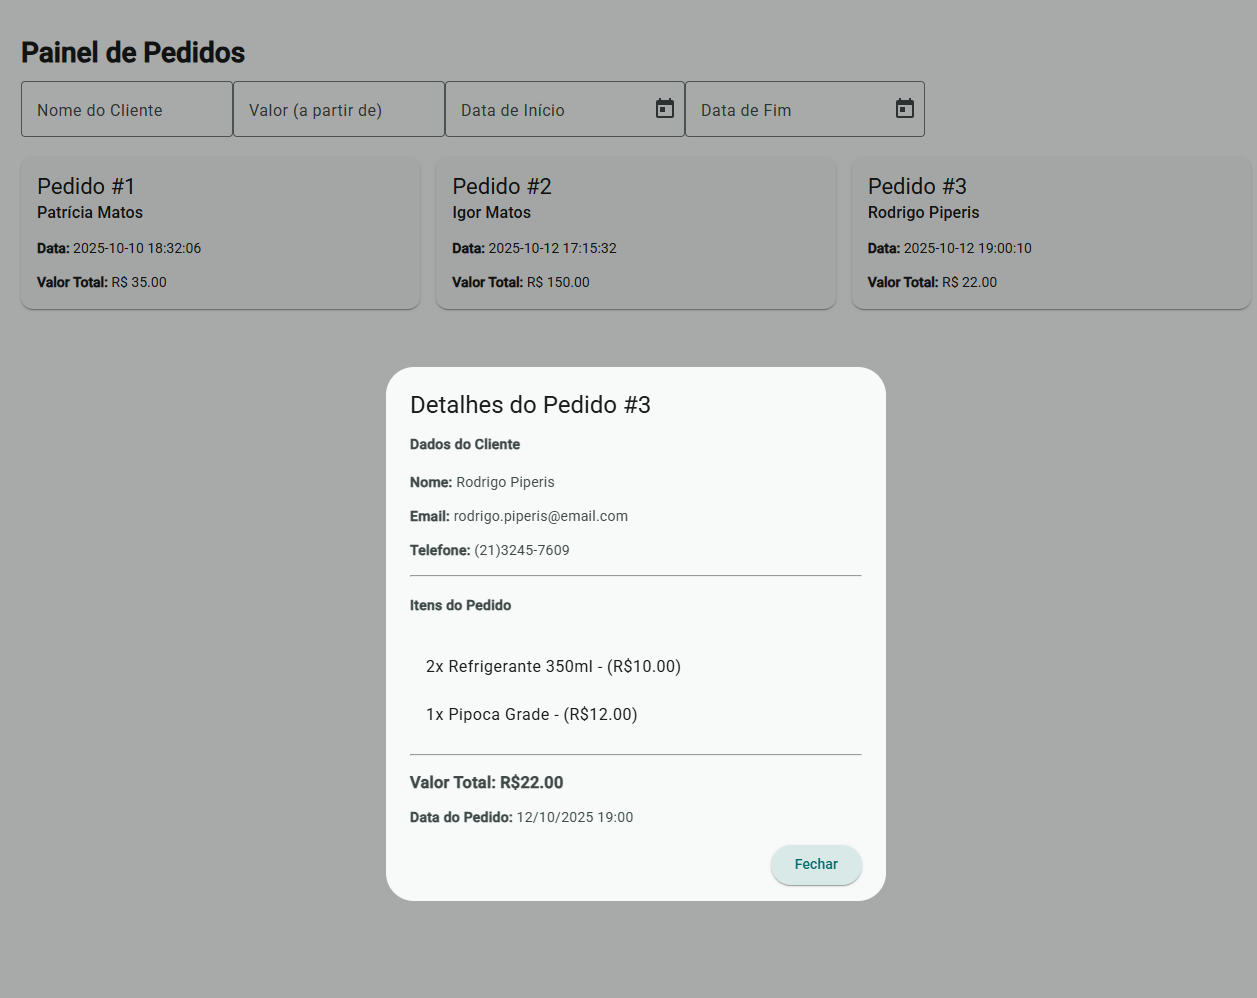 Painel de Pedidos
Nome do Cliente
Valor (a partir de)
Data de Início
Data de Fim
Pedido #1
Patrícia Matos
Data: 2025-10-10 18:32:06
Valor Total: R$ 35.00
Pedido #2
Igor Matos
Data: 2025-10-12 17:15:32
Valor Total: R$ 150.00
Pedido #3
Rodrigo Piperis
Data: 2025-10-12 19:00:10
Valor Total: R$ 22.00
Detalhes do Pedido #3
Dados do Cliente
Nome: Rodrigo Piperis
Email: rodrigo.piperis@email.com
Telefone: (21)3245-7609
Itens do Pedido
2x Refrigerante 350ml - (R$10.00)
1x Pipoca Grade - (R$12.00)
Valor Total: R$22.00
Data do Pedido: 12/10/2025 19:00
Fechar